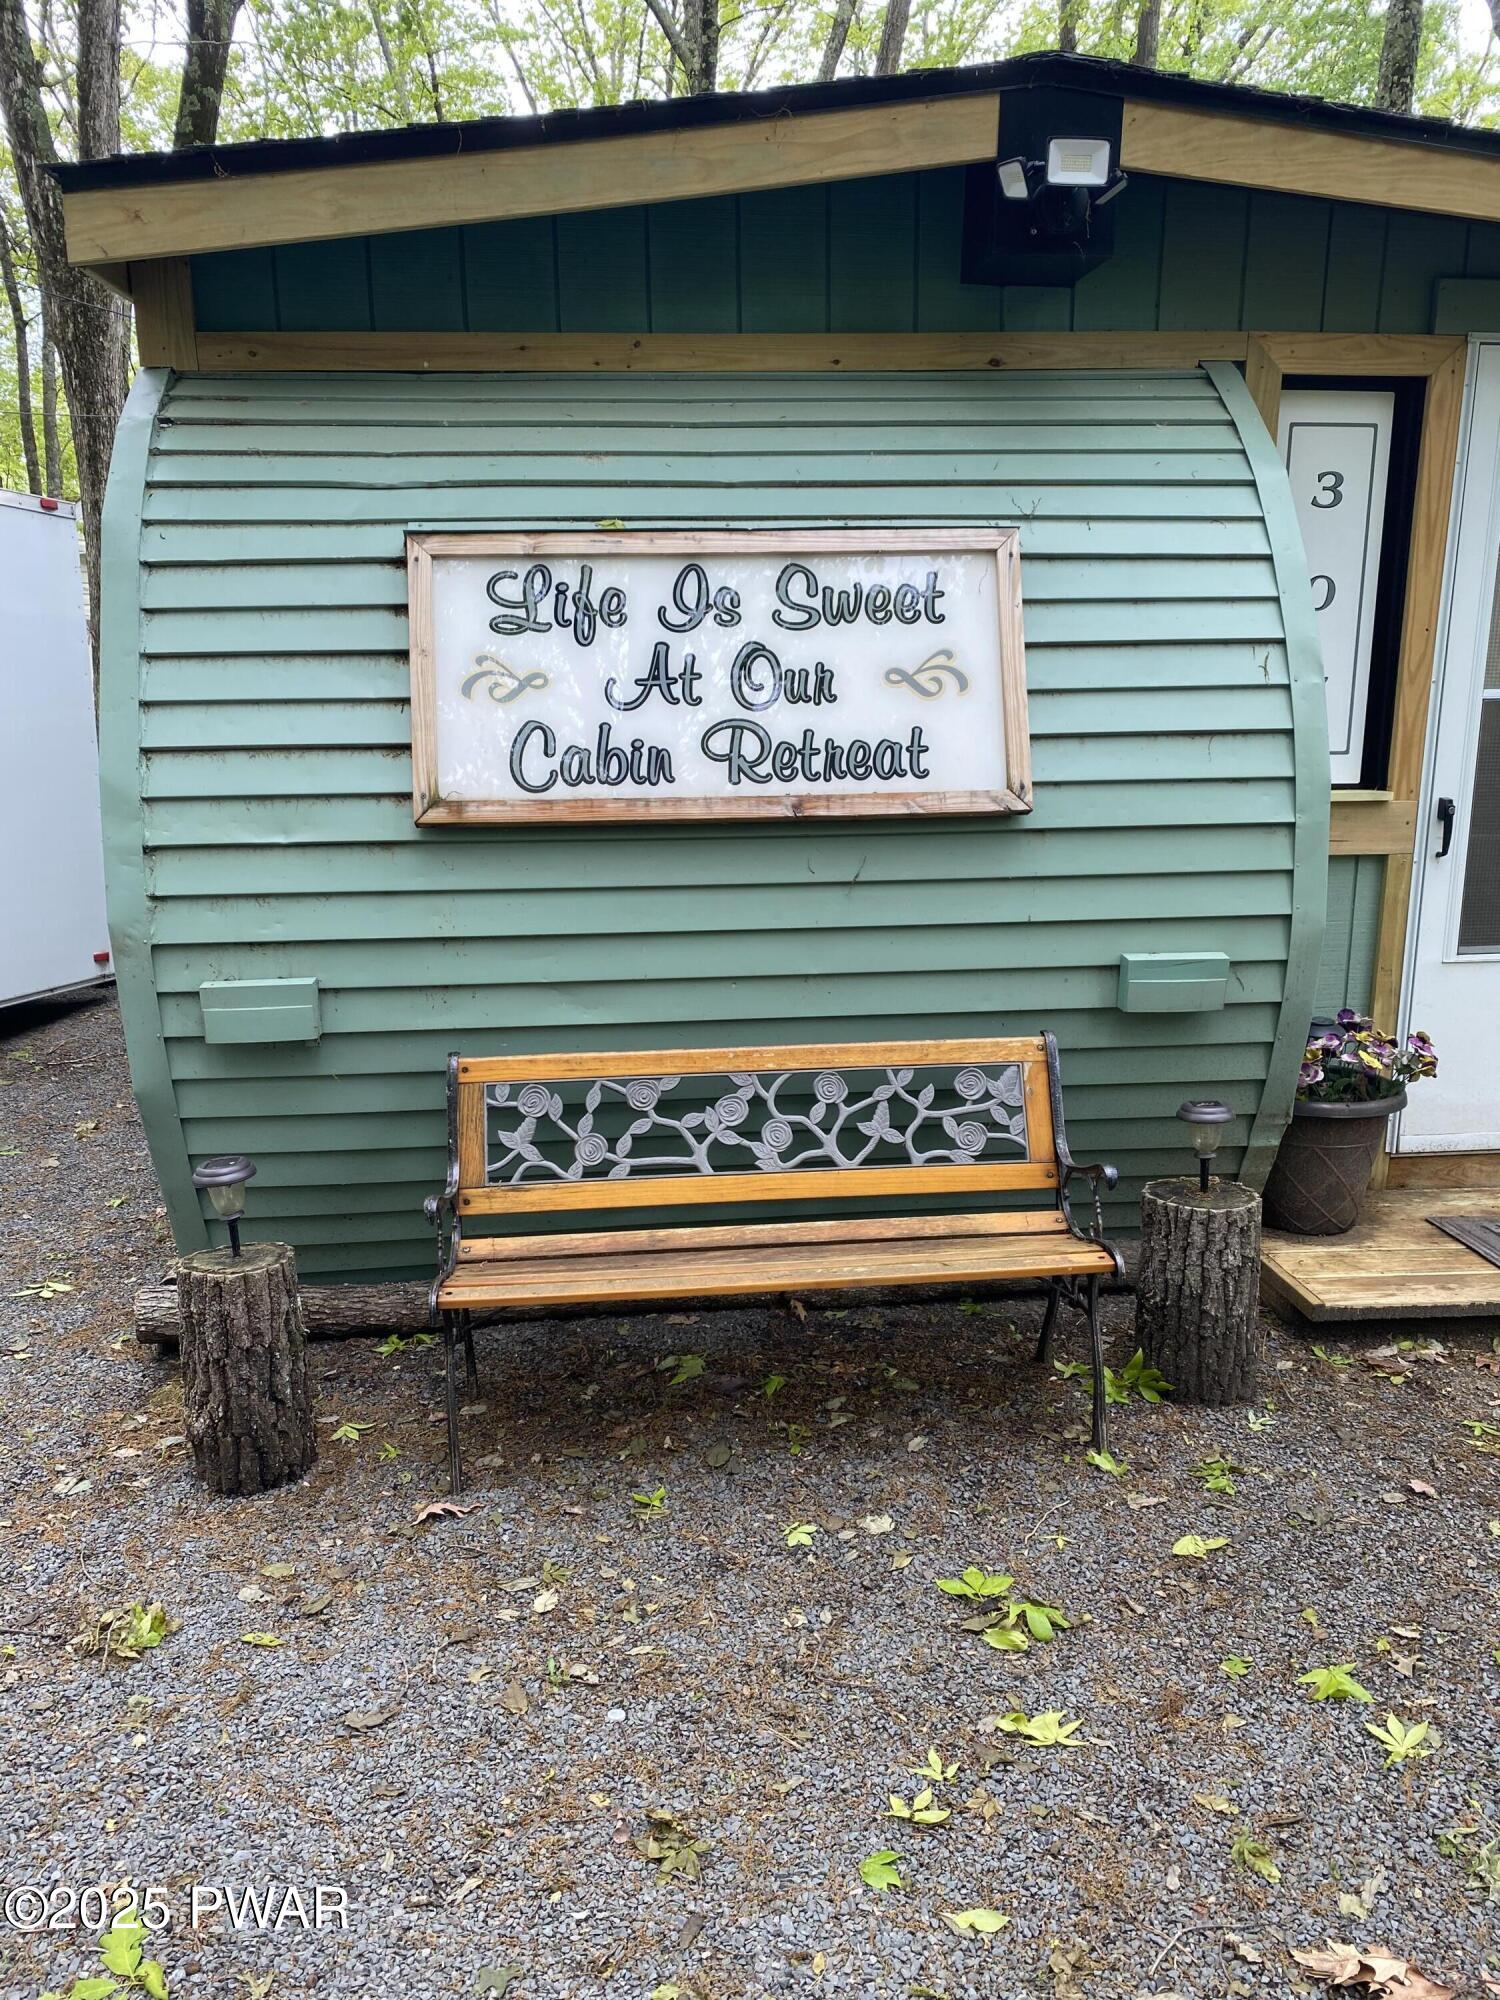 Life Is Sweet
At Our
Cabin Retreat
3
0
©2025 PWAR